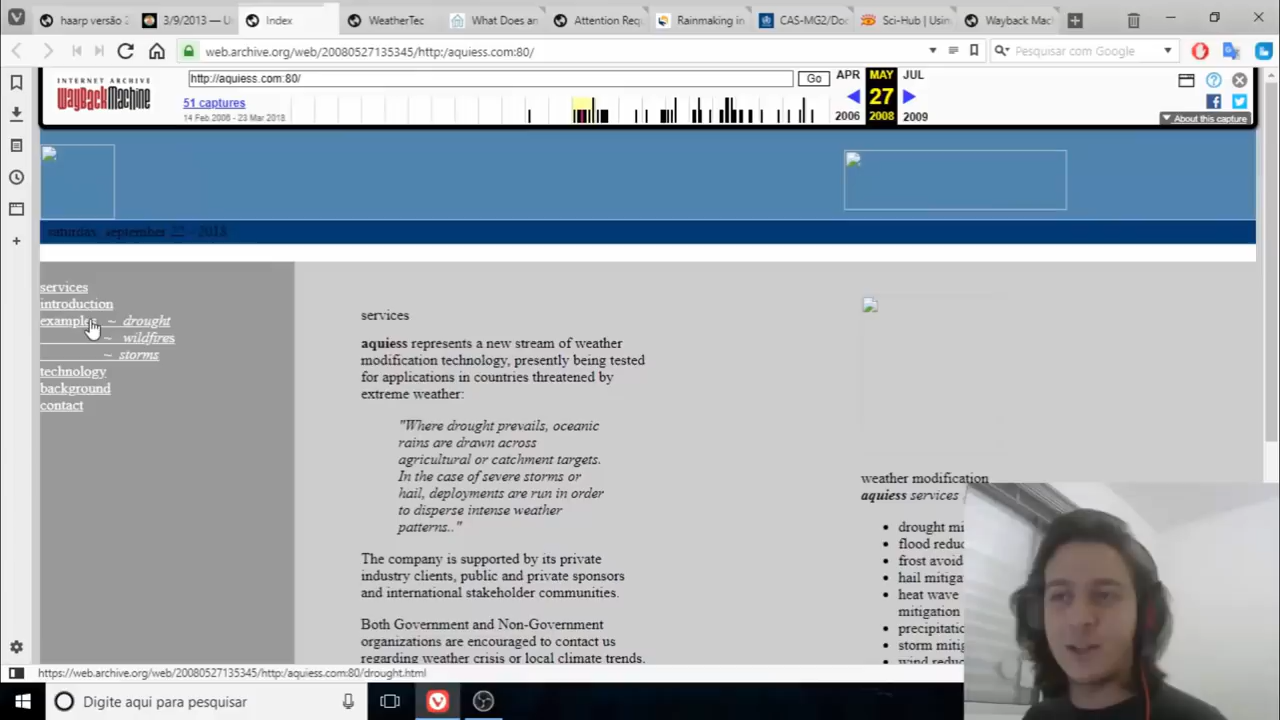 haarp versão 2
3/9/2013 — U
Index
WeatherTec
What Does an
Attention Req
Rainmaking in
CAS-MG2/Do
Sci-Hub | Usin
Wayback Mac
web.archive.org/web/20080527135345/http:/aquiess.com:80/
Pesquisar com Google
INTERNET ARCHIVE
WayBackMachine
http://aquiess.com:80/
Go
APR
MAY
JUL
51 captures
27
14 Feb 2006 - 23 Mar 2018
2006
2008
2009
About this capture
saturday, september 22 - 2018
services
introduction
examples ~ drought
~ wildfires
~ storms
technology
background
contact
services
aquiess represents a new stream of weather
modification technology, presently being tested
for applications in countries threatened by
extreme weather:
"Where drought prevails, oceanic
rains are drawn across
agricultural or catchment targets.
In the case of severe storms or
hail, deployments are run in order
to disperse intense weather
patterns.."
The company is supported by its private
industry clients, public and private sponsors
and international stakeholder communities.
Both Government and Non-Government
organizations are encouraged to contact us
regarding weather crisis or local climate trends.
weather modification
aquiess services
drought mi
flood redu
frost avoid
hail mitiga
heat wave
mitigation
precipitatio
storm mitig
wind reduc
https://web.archive.org/web/20080527135345/http:/aquiess.com:80/drought.html
Digite aqui para pesquisar